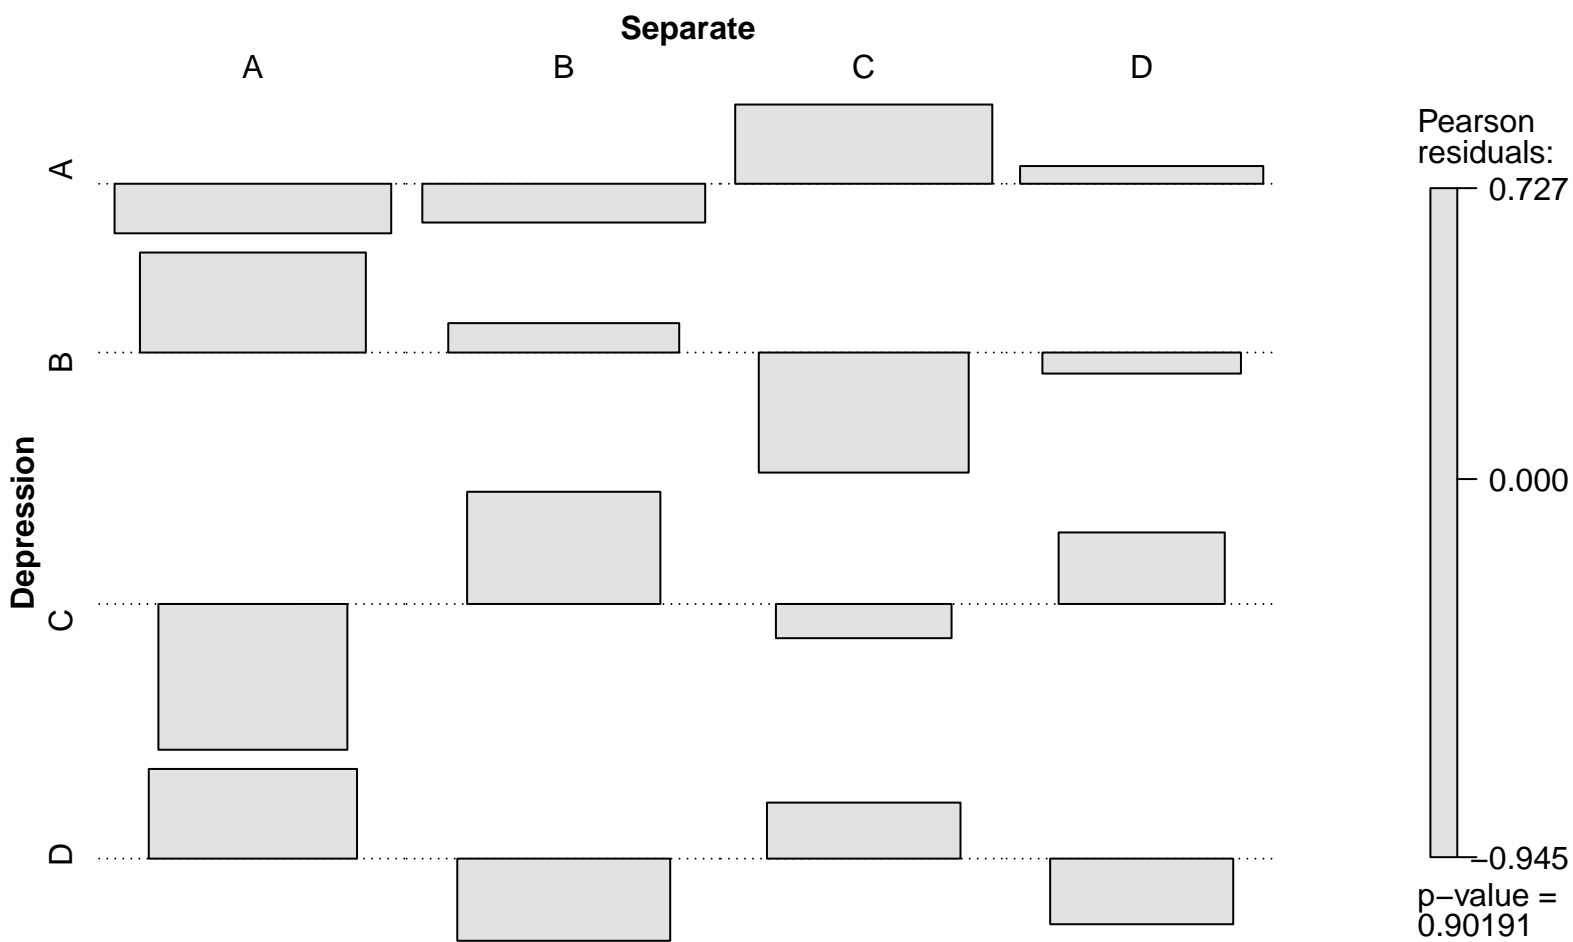 Separate
A B C D
A
B
C
D
Depression
Pearson
residuals:
0.727
0.000
−0.945
p−value =
0.90191